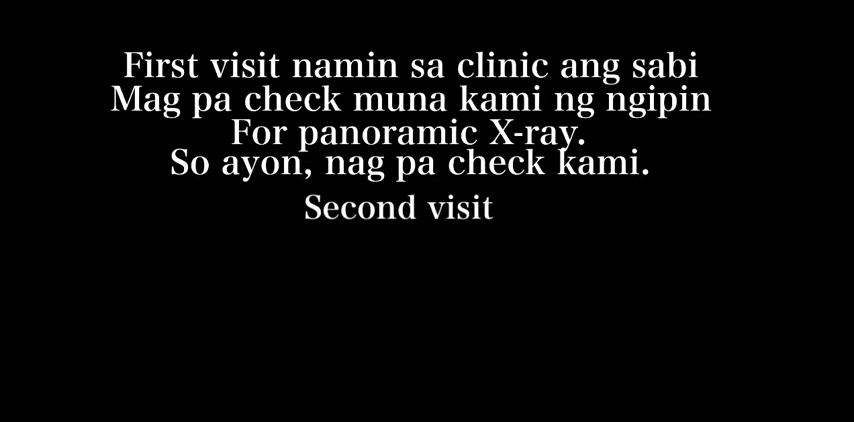 First visit namin sa clinic ang sabi
Mag pa check muna kami ng ngipin
For panoramic X-ray.
So ayon, nag pa check kami.
Second visit